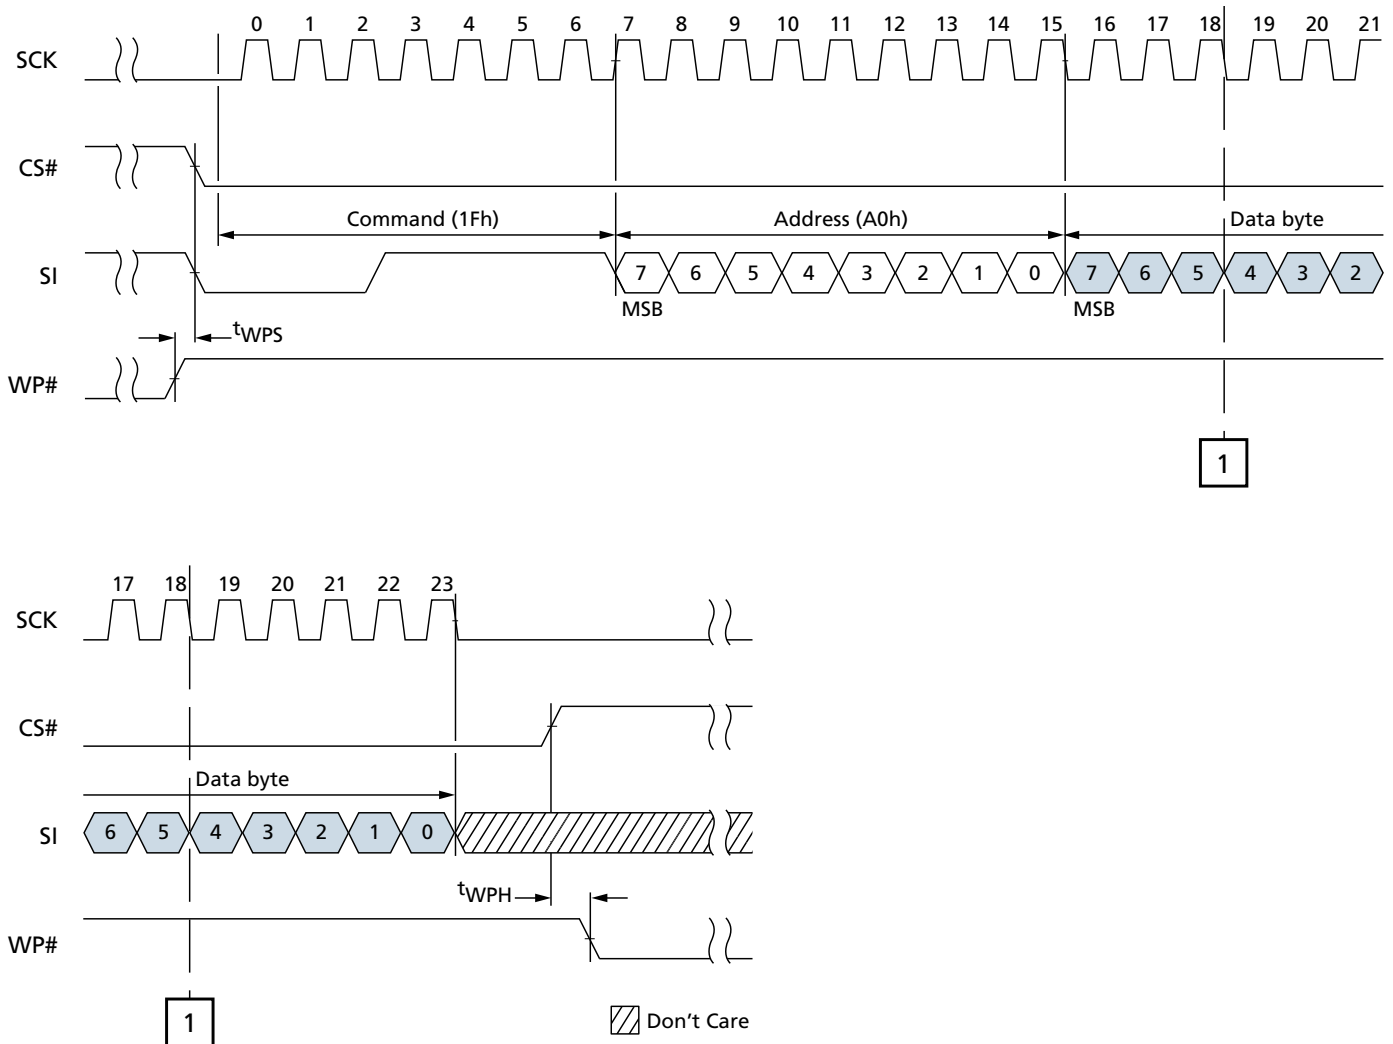 0 1 2 3 4 5 6 7 8 9 10 11 12 13 14 15 16 17 18 19 20 21
SCK
CS#
Command (1Fh) Address (A0h) Data byte
SI 7 6 5 4 3 2 1 0 7 6 5 4 3 2
MSB MSB
tWPS
WP#
1
17 18 19 20 21 22 23
SCK
CS#
Data byte
SI 6 5 4 3 2 1 0
tWPH
WP#
1 Don't Care